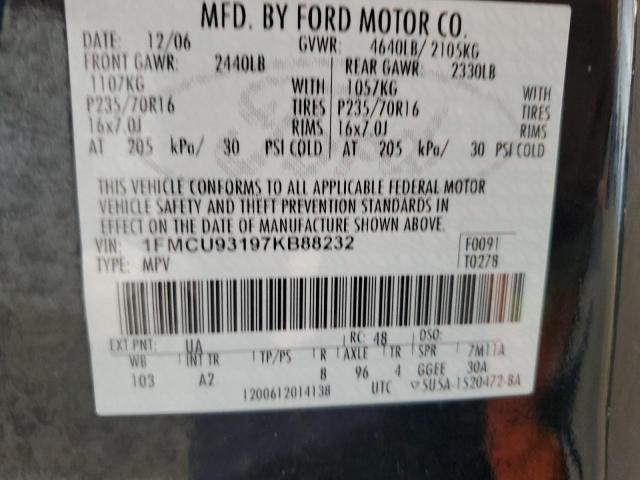 MFD. BY FORD MOTOR CO.
DATE: 12/06 GVWR: 4640LB/ 2105KG
FRONT GAWR: 2440LB REAR GAWR: 2330LB
1107KG WITH 1057KG WITH
P235/70R16 TIRES P235/70R16 TIRES
16x7.0J RIMS 16x7.0J RIMS
AT 205 kPa/ 30 PSI COLD AT 205 kPa/ 30 PSI COLD
THIS VEHICLE CONFORMS TO ALL APPLICABLE FEDERAL MOTOR
VEHICLE SAFETY AND THEFT PREVENTION STANDARDS IN
EFFECT ON THE DATE OF MANUFACTURE SHOWN ABOVE.
VIN: 1FMCU93197KB88232 F0091
TYPE: MPV T0278
EXT PNT: UA RC: 48 DSO:
WB INT TR TP/PS R AXLE TR SPR 7M11A
103 A2 8 96 4 GGEE 30A
1200612014138 UTC ▽SU5A-1520472-BA